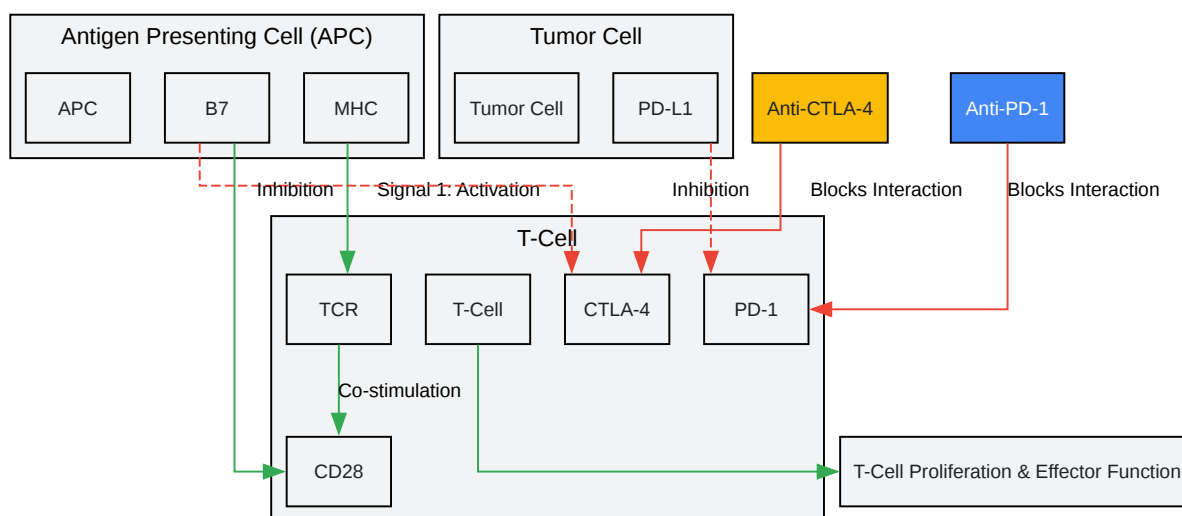 Antigen Presenting Cell (APC)
Tumor Cell
APC
B7
MHC
Tumor Cell
PD-L1
Anti-CTLA-4
Anti-PD-1
Inhibition
Signal 1: Activation
Inhibition
Blocks Interaction
Blocks Interaction
T-Cell
TCR
T-Cell
CTLA-4
PD-1
Co-stimulation
CD28
T-Cell Proliferation & Effector Function